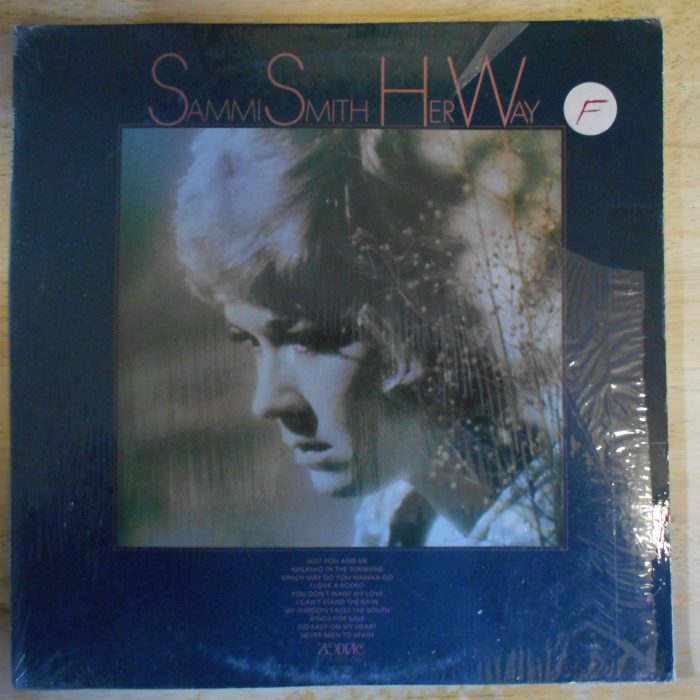 SAMMI SMITH · HER WAY
F
JUST YOU AND ME
WALKING IN THE SUNSHINE
WHICH WAY DO YOU WANNA GO
I LOVE A RODEO
YOU DON'T WANT MY LOVE
I CAN'T STAND THE RAIN
MY WINDOW FACES THE SOUTH
RINGS FOR SALE
GO EASY ON MY HEART
NEVER BEEN TO SPAIN
ZODIAC